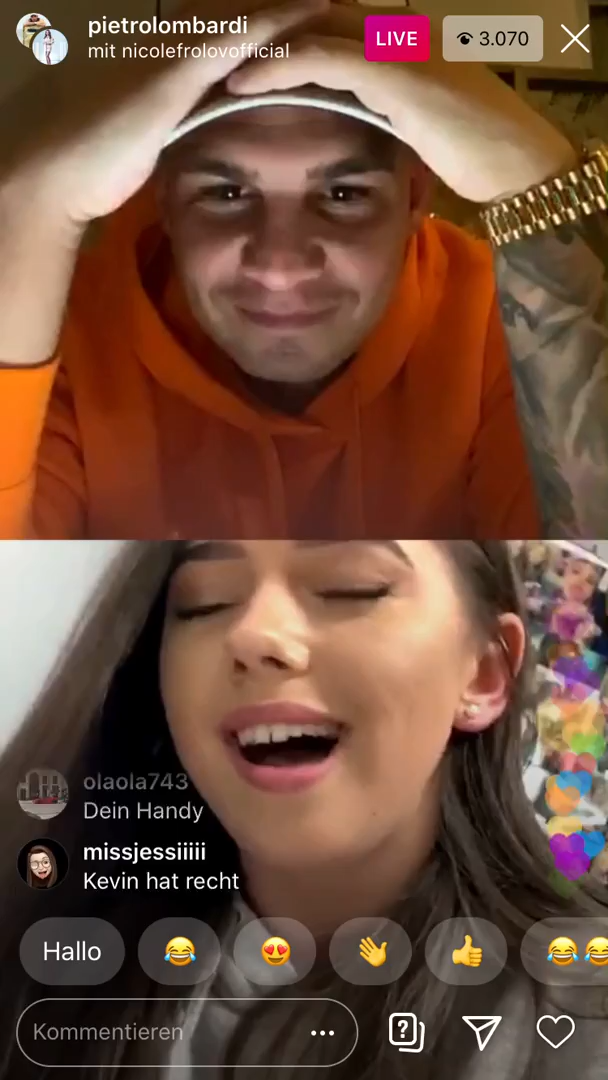 pietrolombardi
mit nicolefrolovofficial
LIVE
3.070
olaola743
Dein Handy
missjessiiiii
Kevin hat recht
Hallo
Kommentieren